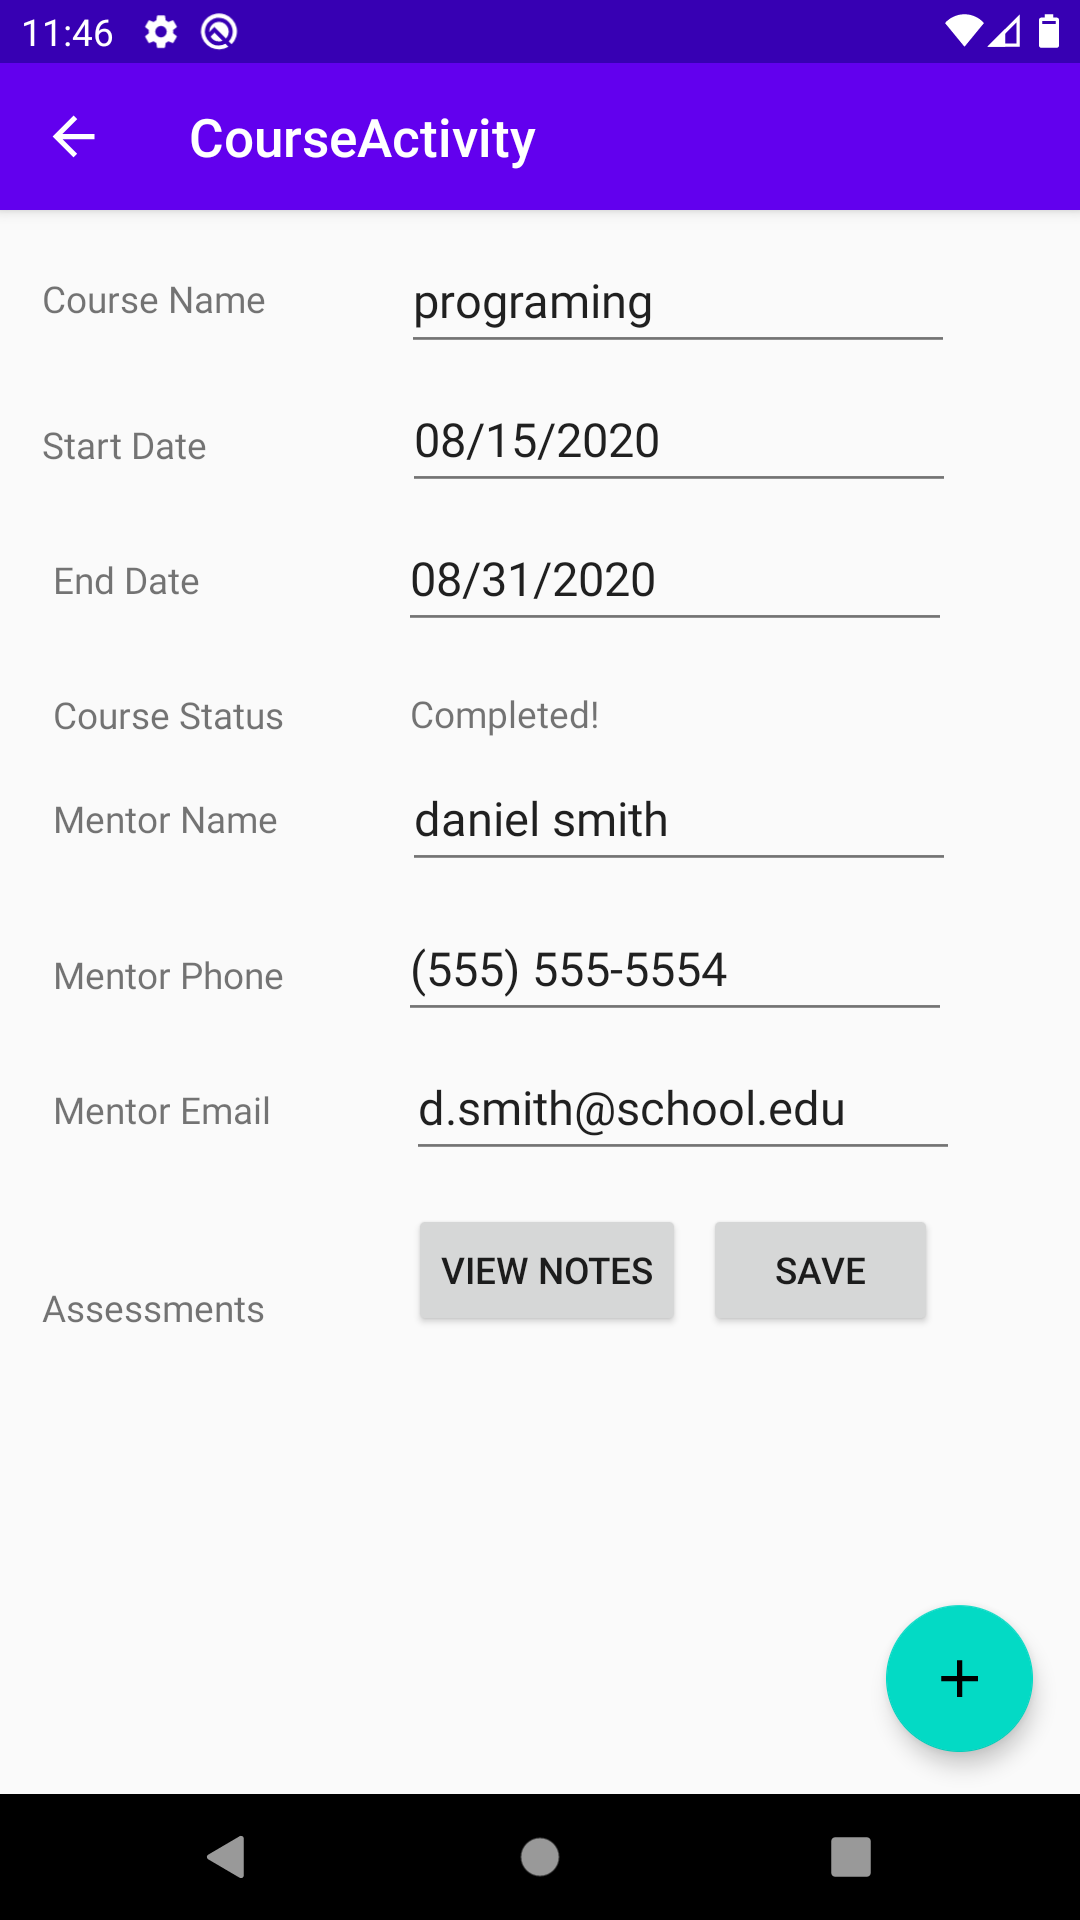 11:46
CourseActivity
Course Name programing
Start Date 08/15/2020
End Date 08/31/2020
Course Status Completed!
Mentor Name daniel smith
Mentor Phone (555) 555-5554
Mentor Email d.smith@school.edu
VIEW NOTES SAVE
Assessments